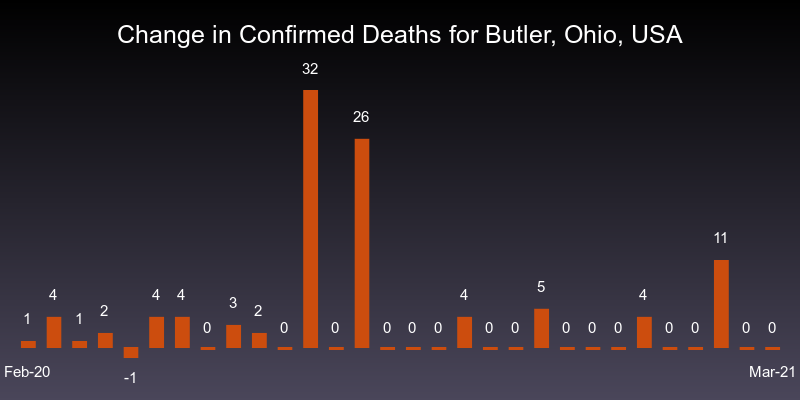 Change in Confirmed Deaths for Butler, Ohio, USA
1 4 1 2 -1 4 4 0 3 2 0 32 0 26 0 0 0 4 0 0 5 0 0 0 4 0 0 11 0 0
Feb-20 Mar-21